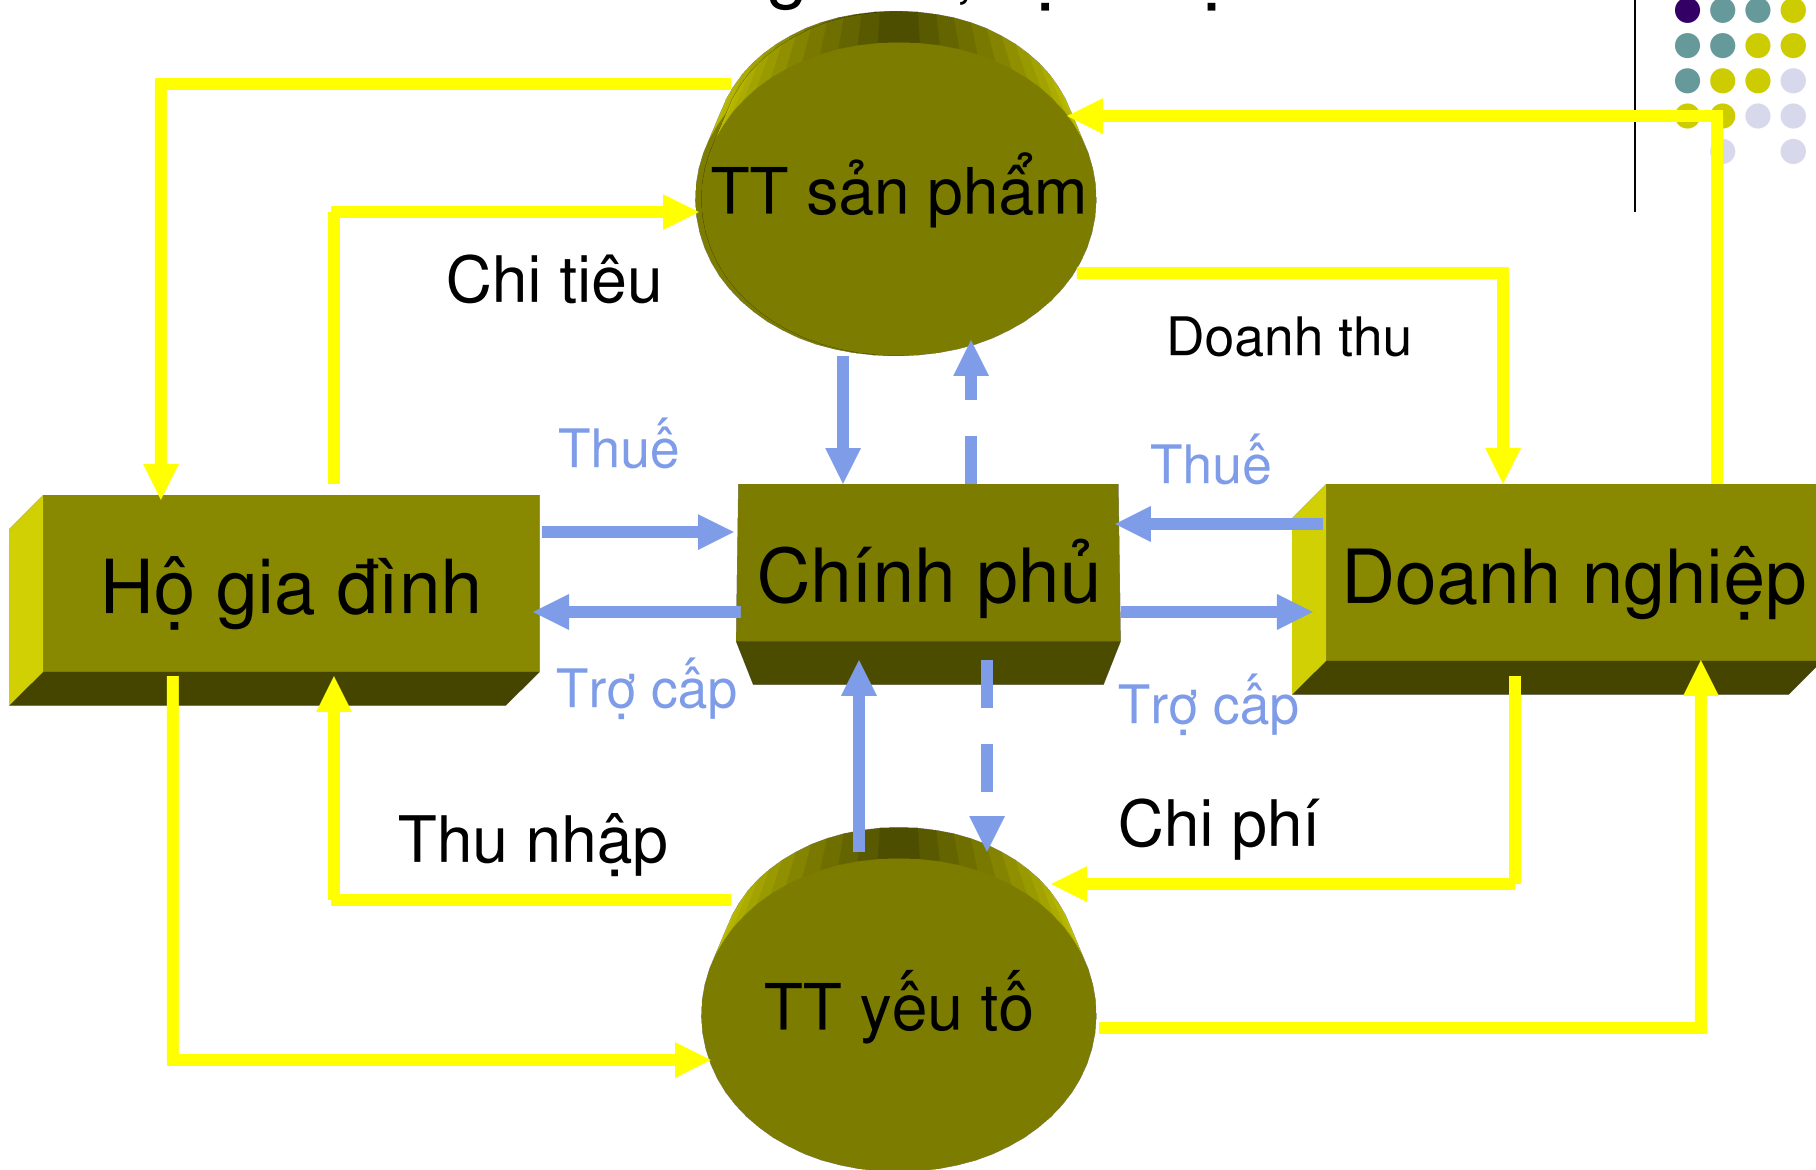 TT sản phẩm
Chi tiêu
Doanh thu
Thuế
Thuế
Hộ gia đình
Chính phủ
Doanh nghiệp
Trợ cấp
Trợ cấp
Thu nhập
Chi phí
TT yếu tố